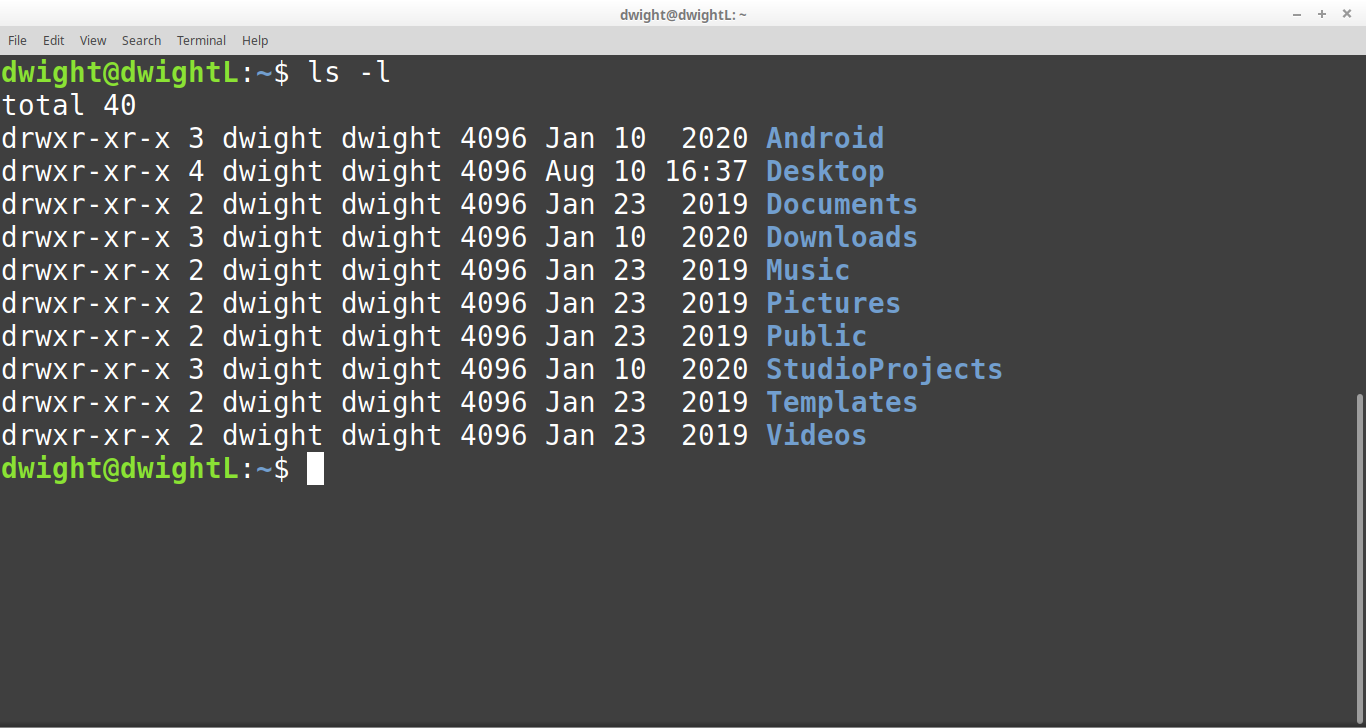 dwight@dwightL: ~
File Edit View Search Terminal Help
dwight@dwightL:~$ ls -l
total 40
drwxr-xr-x 3 dwight dwight 4096 Jan 10  2020 Android
drwxr-xr-x 4 dwight dwight 4096 Aug 10 16:37 Desktop
drwxr-xr-x 2 dwight dwight 4096 Jan 23  2019 Documents
drwxr-xr-x 3 dwight dwight 4096 Jan 10  2020 Downloads
drwxr-xr-x 2 dwight dwight 4096 Jan 23  2019 Music
drwxr-xr-x 2 dwight dwight 4096 Jan 23  2019 Pictures
drwxr-xr-x 2 dwight dwight 4096 Jan 23  2019 Public
drwxr-xr-x 3 dwight dwight 4096 Jan 10  2020 StudioProjects
drwxr-xr-x 2 dwight dwight 4096 Jan 23  2019 Templates
drwxr-xr-x 2 dwight dwight 4096 Jan 23  2019 Videos
dwight@dwightL:~$